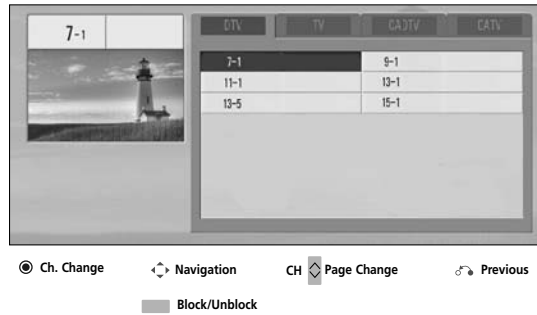 7-1
DTV TV CADTV CATV
7-1 9-1
11-1 13-1
13-5 15-1
Ch. Change Navigation CH Page Change Previous
Block/Unblock